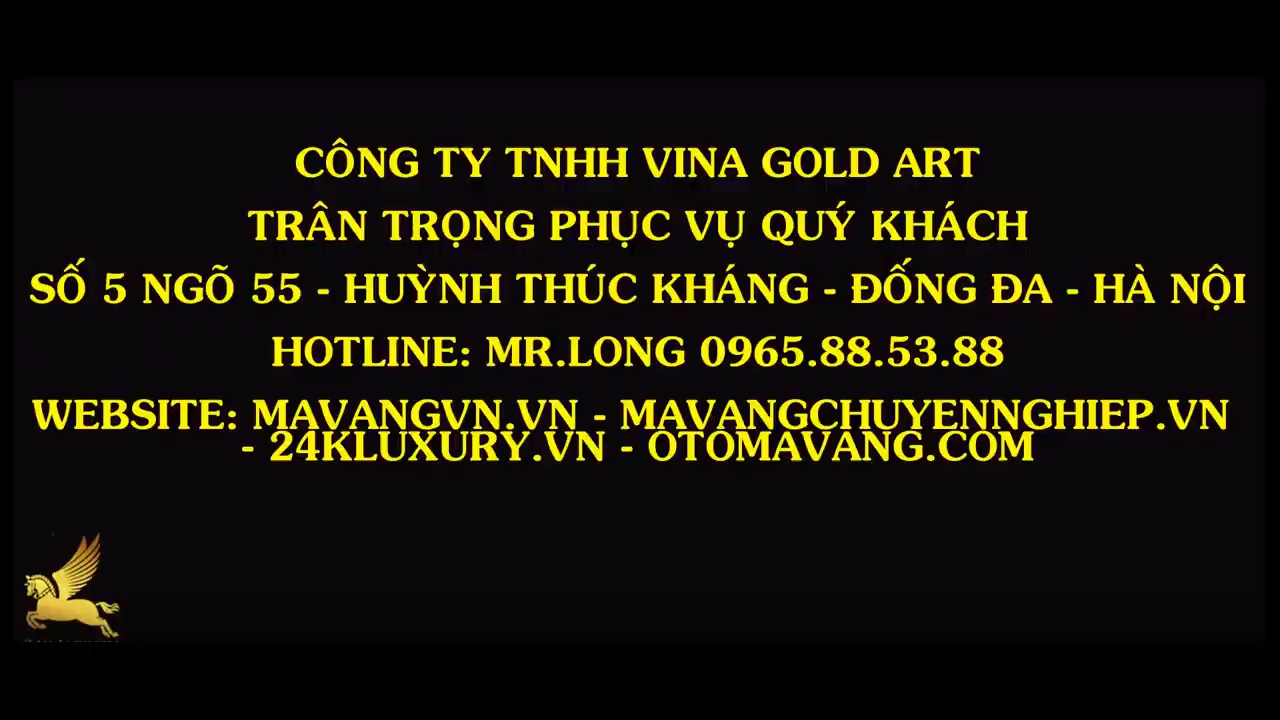 CÔNG TY TNHH VINA GOLD ART
TRÂN TRỌNG PHỤC VỤ QUÝ KHÁCH
SỐ 5 NGÕ 55 - HUỲNH THÚC KHÁNG - ĐỐNG ĐA - HÀ NỘI
HOTLINE: MR.LONG 0965.88.53.88
WEBSITE: MAVANGVN.VN - MAVANGCHUYENNGHIEP.VN
- 24KLUXURY.VN - OTOMAVANG.COM